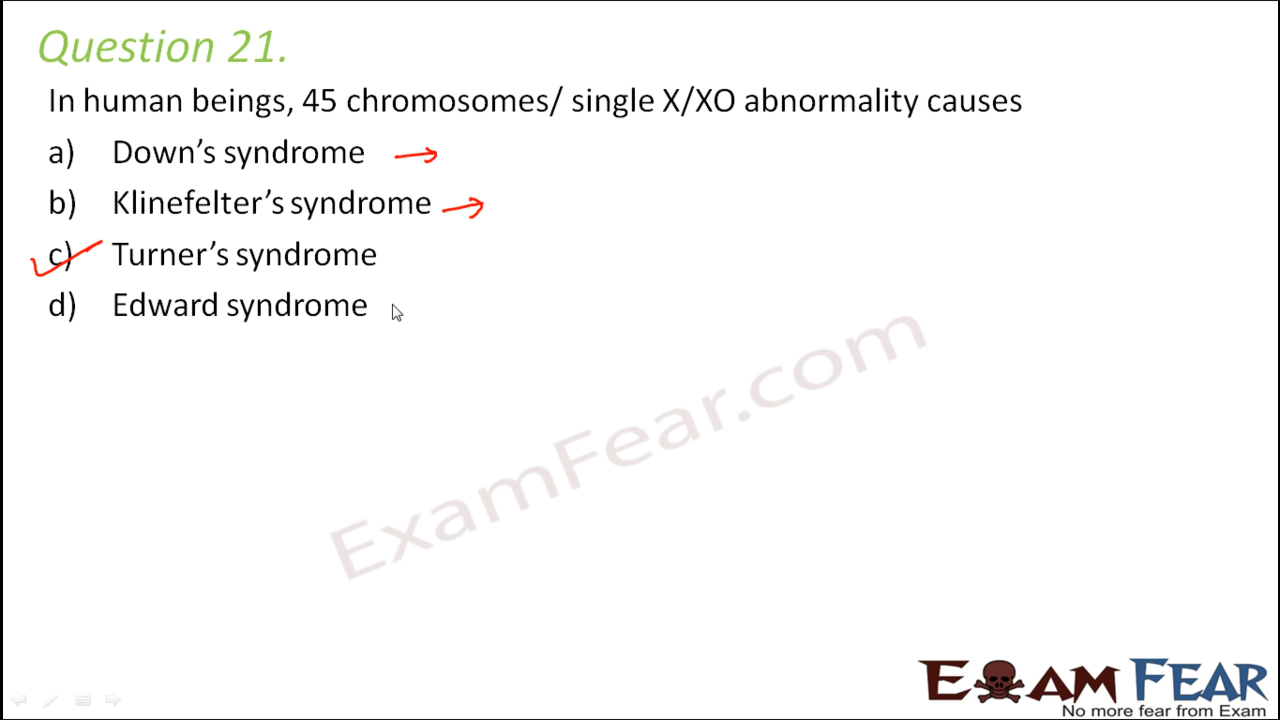 Question 21.
In human beings, 45 chromosomes/ single X/XO abnormality causes
a) Down’s syndrome
b) Klinefelter’s syndrome
c) Turner’s syndrome
d) Edward syndrome
ExamFear.com
EXAM FEAR
No more fear from Exam